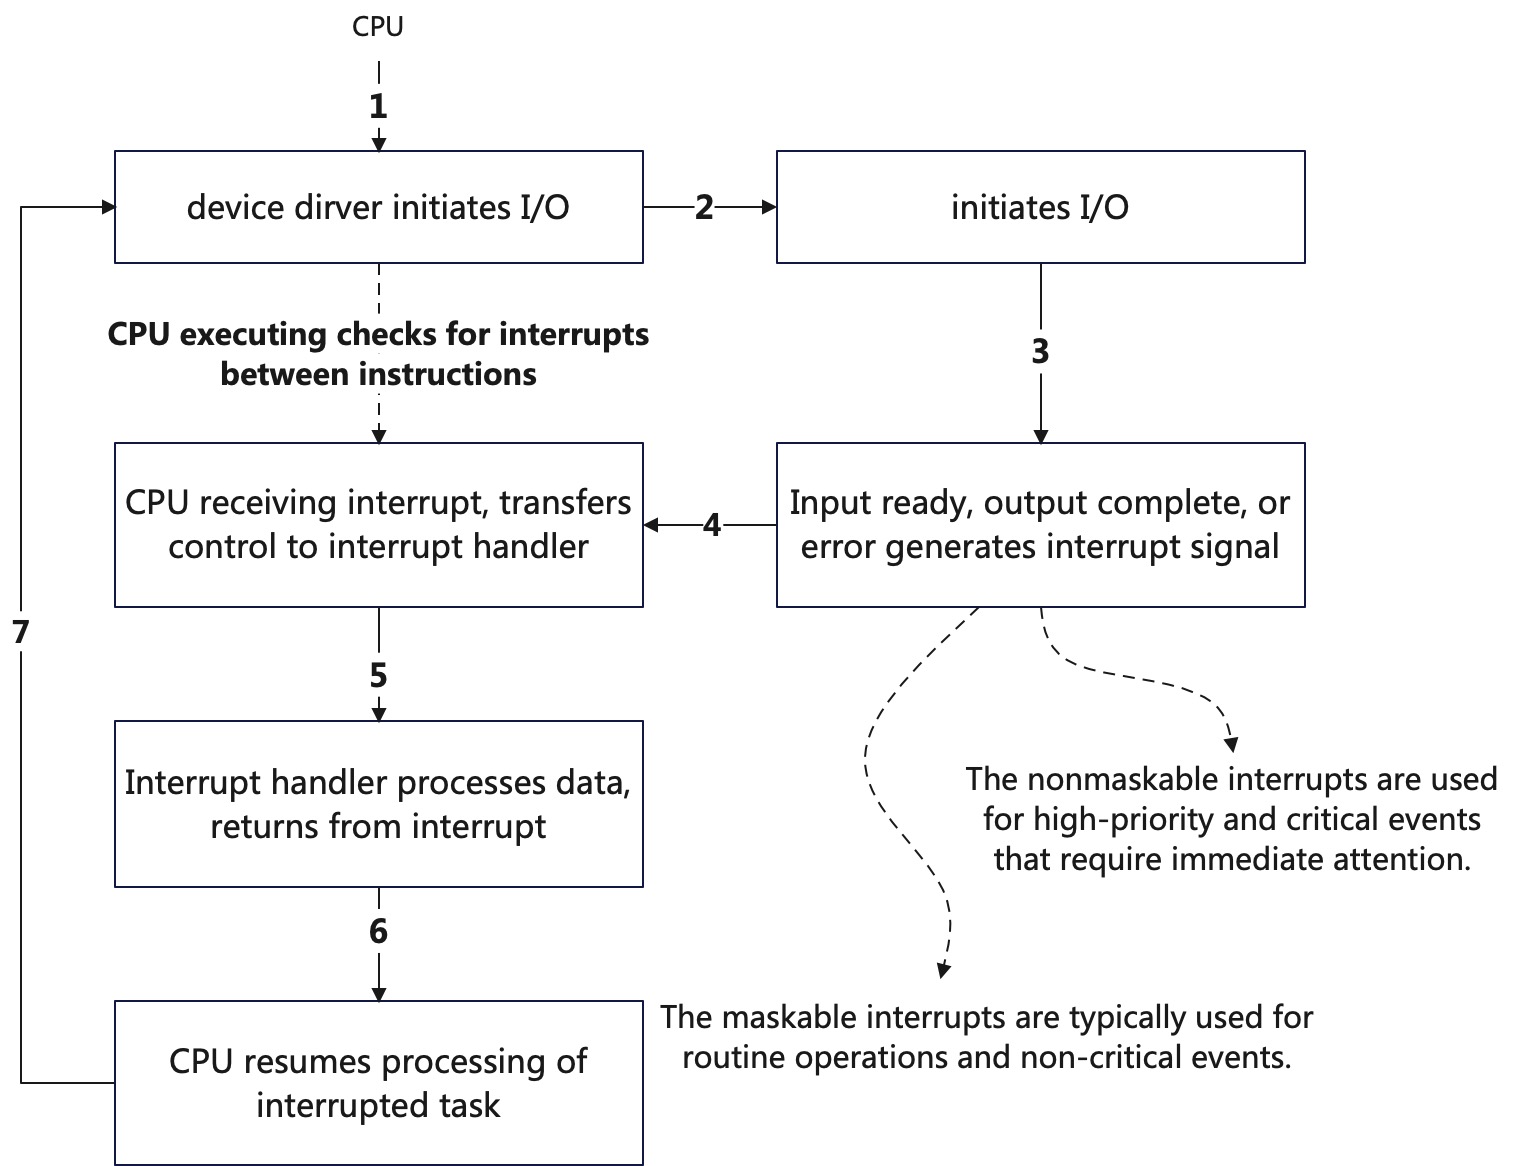 CPU
1
device dirver initiates I/O
2
initiates I/O
CPU executing checks for interrupts
between instructions
3
CPU receiving interrupt, transfers
control to interrupt handler
4
Input ready, output complete, or
error generates interrupt signal
7
5
Interrupt handler processes data,
returns from interrupt
The nonmaskable interrupts are used
for high-priority and critical events
that require immediate attention.
6
CPU resumes processing of
interrupted task
The maskable interrupts are typically used for
routine operations and non-critical events.